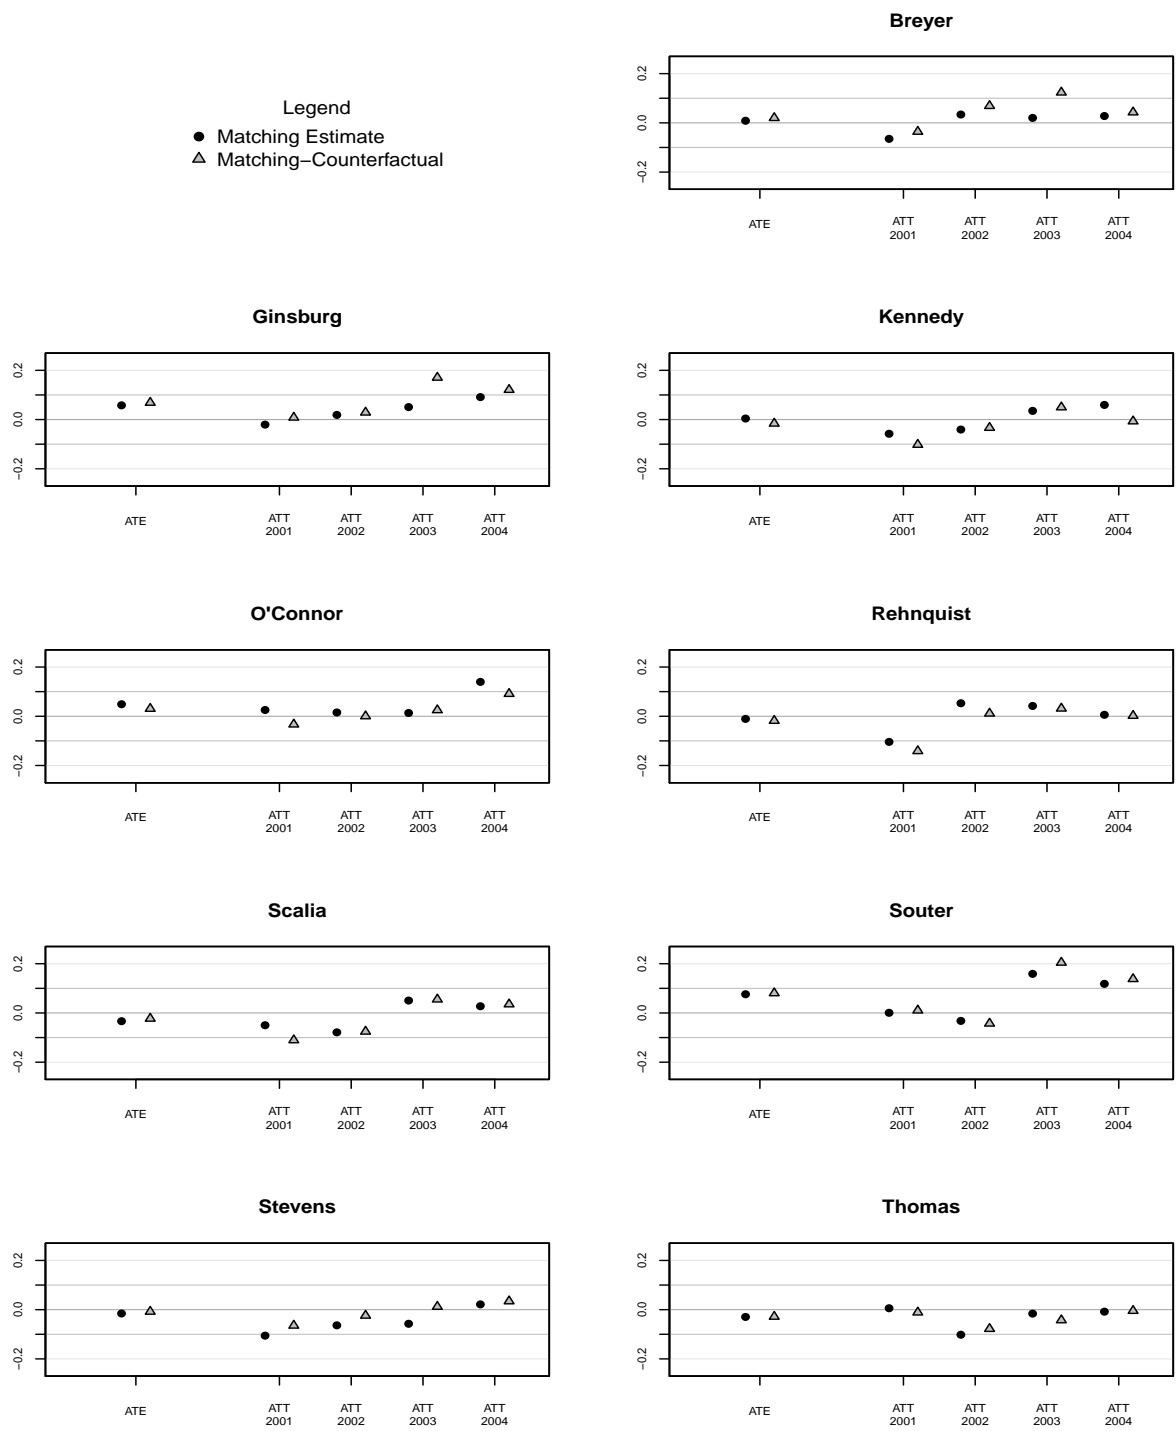 Breyer
Legend
Matching Estimate
Matching−Counterfactual
0.2
0.0
−0.2
ATE
ATT
2001
ATT
2002
ATT
2003
ATT
2004
Ginsburg
0.2
0.0
−0.2
ATE
ATT
2001
ATT
2002
ATT
2003
ATT
2004
Kennedy
0.2
0.0
−0.2
ATE
ATT
2001
ATT
2002
ATT
2003
ATT
2004
O'Connor
0.2
0.0
−0.2
ATE
ATT
2001
ATT
2002
ATT
2003
ATT
2004
Rehnquist
0.2
0.0
−0.2
ATE
ATT
2001
ATT
2002
ATT
2003
ATT
2004
Scalia
0.2
0.0
−0.2
ATE
ATT
2001
ATT
2002
ATT
2003
ATT
2004
Souter
0.2
0.0
−0.2
ATE
ATT
2001
ATT
2002
ATT
2003
ATT
2004
Stevens
0.2
0.0
−0.2
ATE
ATT
2001
ATT
2002
ATT
2003
ATT
2004
Thomas
0.2
0.0
−0.2
ATE
ATT
2001
ATT
2002
ATT
2003
ATT
2004